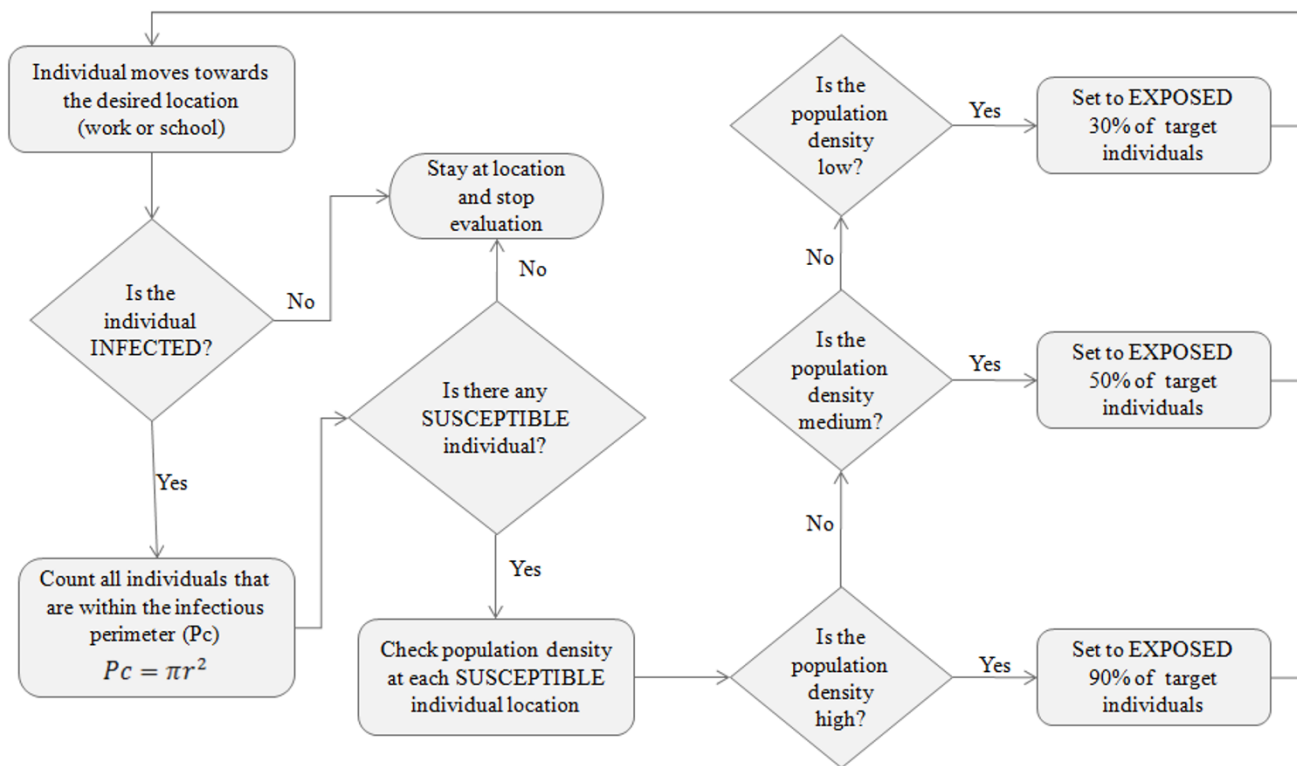 Individual moves towards
the desired location
(work or school)
Is the
individual
INFECTED?
No
Yes
Count all individuals that
are within the infectious
perimeter (Pc)
Pc = πr²
Stay at location
and stop
evaluation
No
Is there any
SUSCEPTIBLE
individual?
Yes
Check population density
at each SUSCEPTIBLE
individual location
Is the
population
density
high?
Yes
Set to EXPOSED
90% of target
individuals
No
Is the
population
density
medium?
Yes
Set to EXPOSED
50% of target
individuals
No
Is the
population
density
low?
Yes
Set to EXPOSED
30% of target
individuals